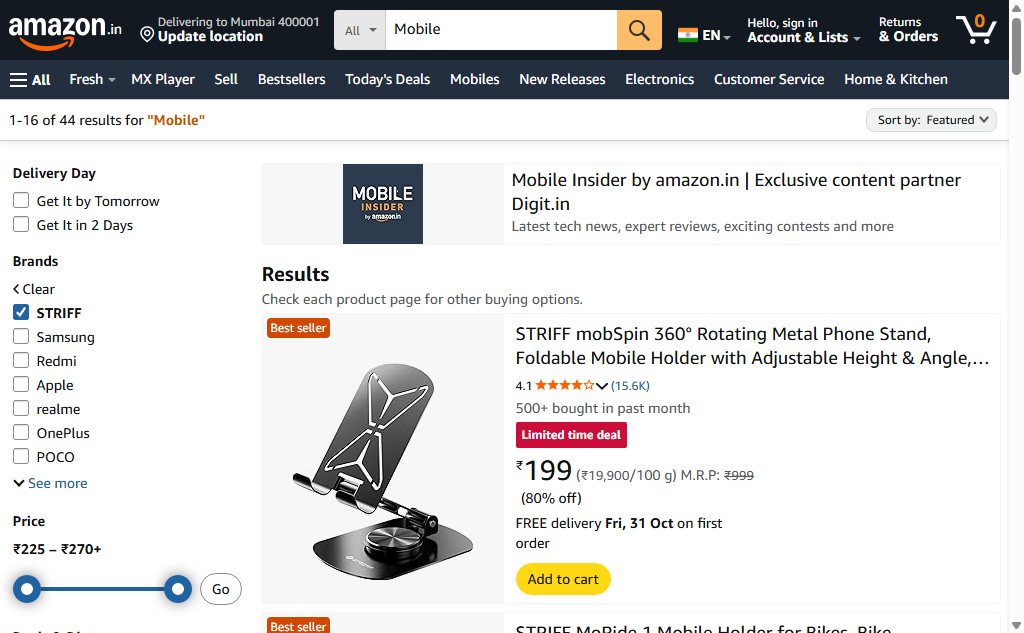 amazon.in
Delivering to Mumbai 400001
Update location
All
Mobile
EN
Hello, sign in
Account & Lists
Returns
& Orders
0
All
Fresh
MX Player
Sell
Bestsellers
Today's Deals
Mobiles
New Releases
Electronics
Customer Service
Home & Kitchen
1-16 of 44 results for "Mobile"
Sort by: Featured
Delivery Day
Get It by Tomorrow
Get It in 2 Days
Brands
Clear
STRIFF
Samsung
Redmi
Apple
realme
OnePlus
POCO
See more
Price
₹225 – ₹270+
Go
MOBILE
INSIDER
by amazon.in
Mobile Insider by amazon.in | Exclusive content partner
Digit.in
Latest tech news, expert reviews, exciting contests and more
Results
Check each product page for other buying options.
Best seller
STRIFF mobSpin 360° Rotating Metal Phone Stand,
Foldable Mobile Holder with Adjustable Height & Angle,…
4.1 (15.6K)
500+ bought in past month
Limited time deal
₹199 (₹19,900/100 g) M.R.P: ₹999
(80% off)
FREE delivery Fri, 31 Oct on first
order
Add to cart
Best seller
STRIFF MoRide 1 Mobile Holder for Bikes, Bike